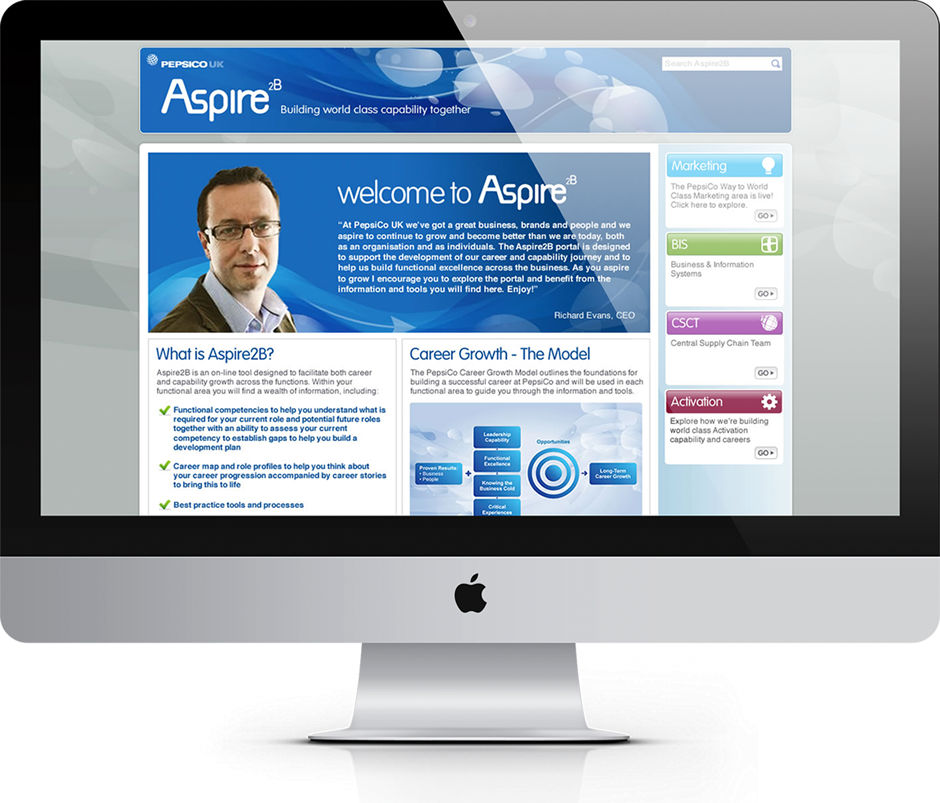 PEPSICO UK
Aspire2B
Building world class capability together
Search Aspire2B
welcome to Aspire2B
"At PepsiCo UK we've got a great business, brands and people and we
aspire to continue to grow and become better than we are today, both
as an organisation and as individuals. The Aspire2B portal is designed
to support the development of our career and capability journey and to
help us build functional excellence across the business. As you aspire
to grow I encourage you to explore the portal and benefit from the
information and tools you will find here. Enjoy!"
Richard Evans, CEO
What is Aspire2B?
Aspire2B is an on-line tool designed to facilitate both career
and capability growth across the functions. Within your
functional area you will find a wealth of information, including:
Functional competencies to help you understand what is
required for your current role and potential future roles
together with an ability to assess your current
competency to establish gaps to help you build a
development plan
Career map and role profiles to help you think about
your career progression accompanied by career stories
to bring this to life
Best practice tools and processes
Career Growth - The Model
The PepsiCo Career Growth Model outlines the foundations for
building a successful career at PepsiCo and will be used in each
functional area to guide you through the information and tools.
Proven Results:
• Business
• People
+
Leadership
Capability
Functional
Excellence
Knowing the
Business Cold
Critical
Experiences
Opportunities
Long-Term
Career Growth
Marketing
The PepsiCo Way to World
Class Marketing area is live!
Click here to explore.
GO
BIS
Business & Information
Systems
GO
CSCT
Central Supply Chain Team
GO
Activation
Explore how we're building
world class Activation
capability and careers
GO